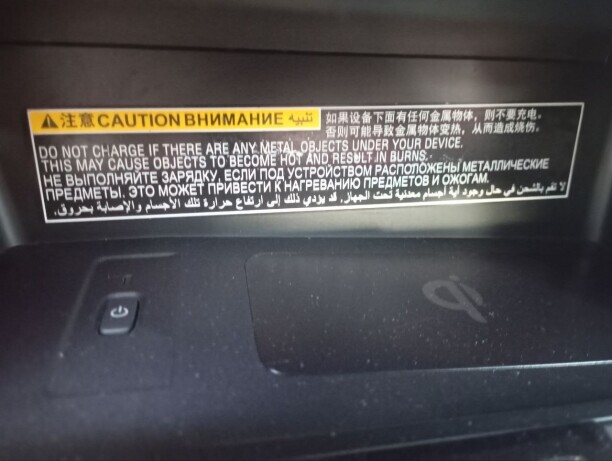 ⚠注意 CAUTION ВНИМАНИЕ تنبيه
如果设备下面有任何金属物体，则不要充电。
否则可能导致金属物体变热，从而造成烧伤。
DO NOT CHARGE IF THERE ARE ANY METAL OBJECTS UNDER YOUR DEVICE.
THIS MAY CAUSE OBJECTS TO BECOME HOT AND RESULT IN BURNS.
НЕ ВЫПОЛНЯЙТЕ ЗАРЯДКУ, ЕСЛИ ПОД УСТРОЙСТВОМ РАСПОЛОЖЕНЫ МЕТАЛЛИЧЕСКИЕ
ПРЕДМЕТЫ. ЭТО МОЖЕТ ПРИВЕСТИ К НАГРЕВАНИЮ ПРЕДМЕТОВ И ОЖОГАМ.
لا تقم بالشحن في حال وجود أية أجسام معدنية تحت الجهاز. قد يؤدي ذلك إلى ارتفاع حرارة تلك الأجسام والإصابة بحروق.